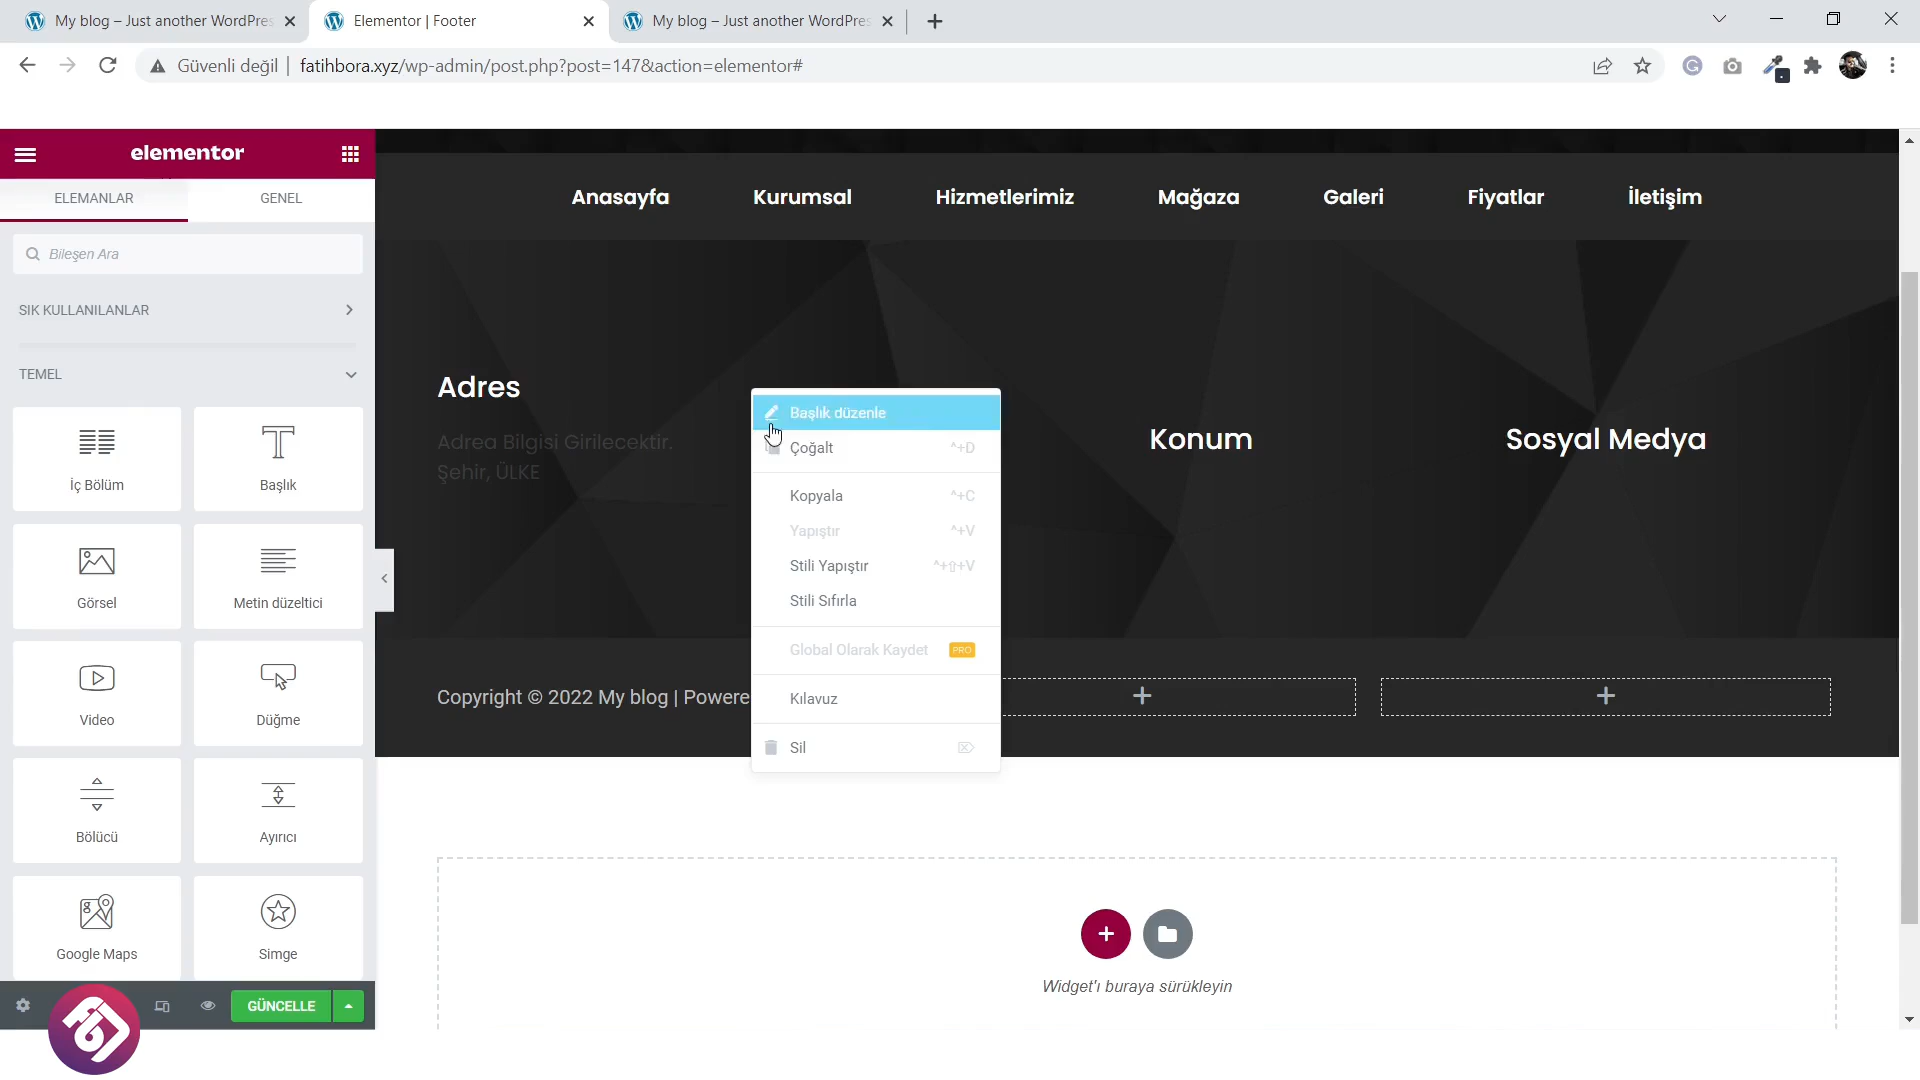 My blog – Just another WordPres
Elementor | Footer
My blog – Just another WordPres
Güvenli değil | fatihbora.xyz/wp-admin/post.php?post=147&action=elementor#
elementor
ELEMANLAR
GENEL
Bileşen Ara
SIK KULLANILANLAR
TEMEL
İç Bölüm
Başlık
Görsel
Metin düzeltici
Video
Düğme
Bölücü
Ayırıcı
Google Maps
Simge
GÜNCELLE
Anasayfa Kurumsal Hizmetlerimiz Mağaza Galeri Fiyatlar İletişim
Adres
Adrea Bilgisi Girilecektir.
Şehir, ÜLKE
Başlık düzenle
Çoğalt ^+D
Kopyala ^+C
Yapıştır ^+V
Stili Yapıştır ^+⇧+V
Stili Sıfırla
Global Olarak Kaydet PRO
Kılavuz
Sil ⌦
Konum
Sosyal Medya
Copyright © 2022 My blog | Powere
Widget'ı buraya sürükleyin